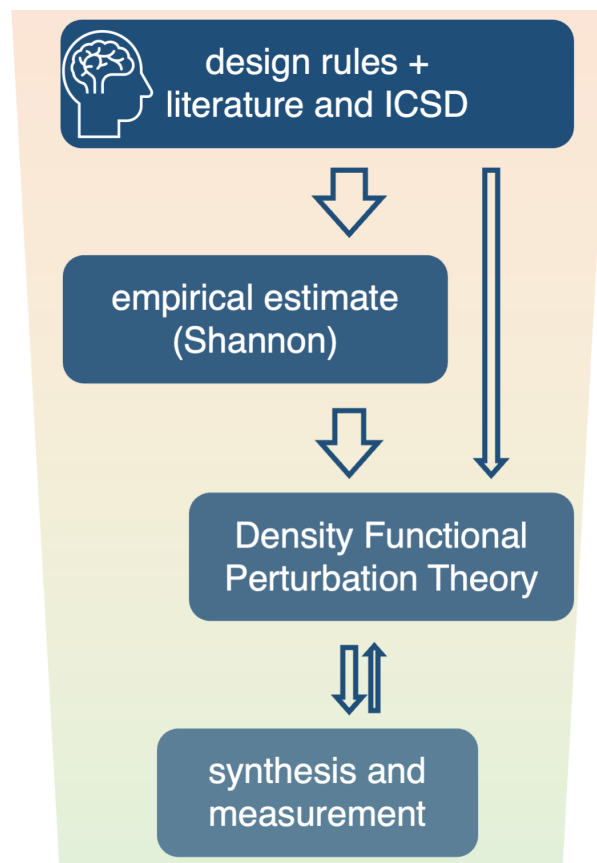 design rules +
literature and ICSD
empirical estimate
(Shannon)
Density Functional
Perturbation Theory
synthesis and
measurement